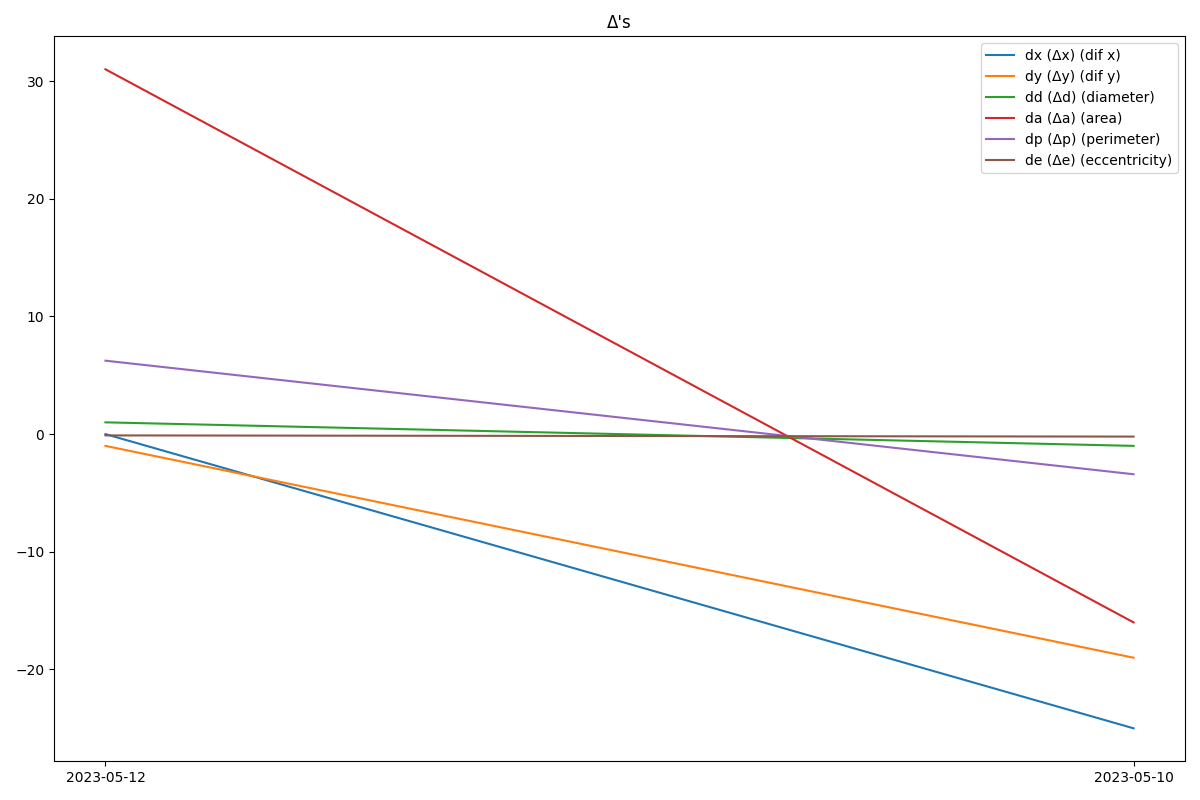 Δ's
30
20
10
0
−10
−20
2023-05-12
2023-05-10
dx (Δx) (dif x)
dy (Δy) (dif y)
dd (Δd) (diameter)
da (Δa) (area)
dp (Δp) (perimeter)
de (Δe) (eccentricity)